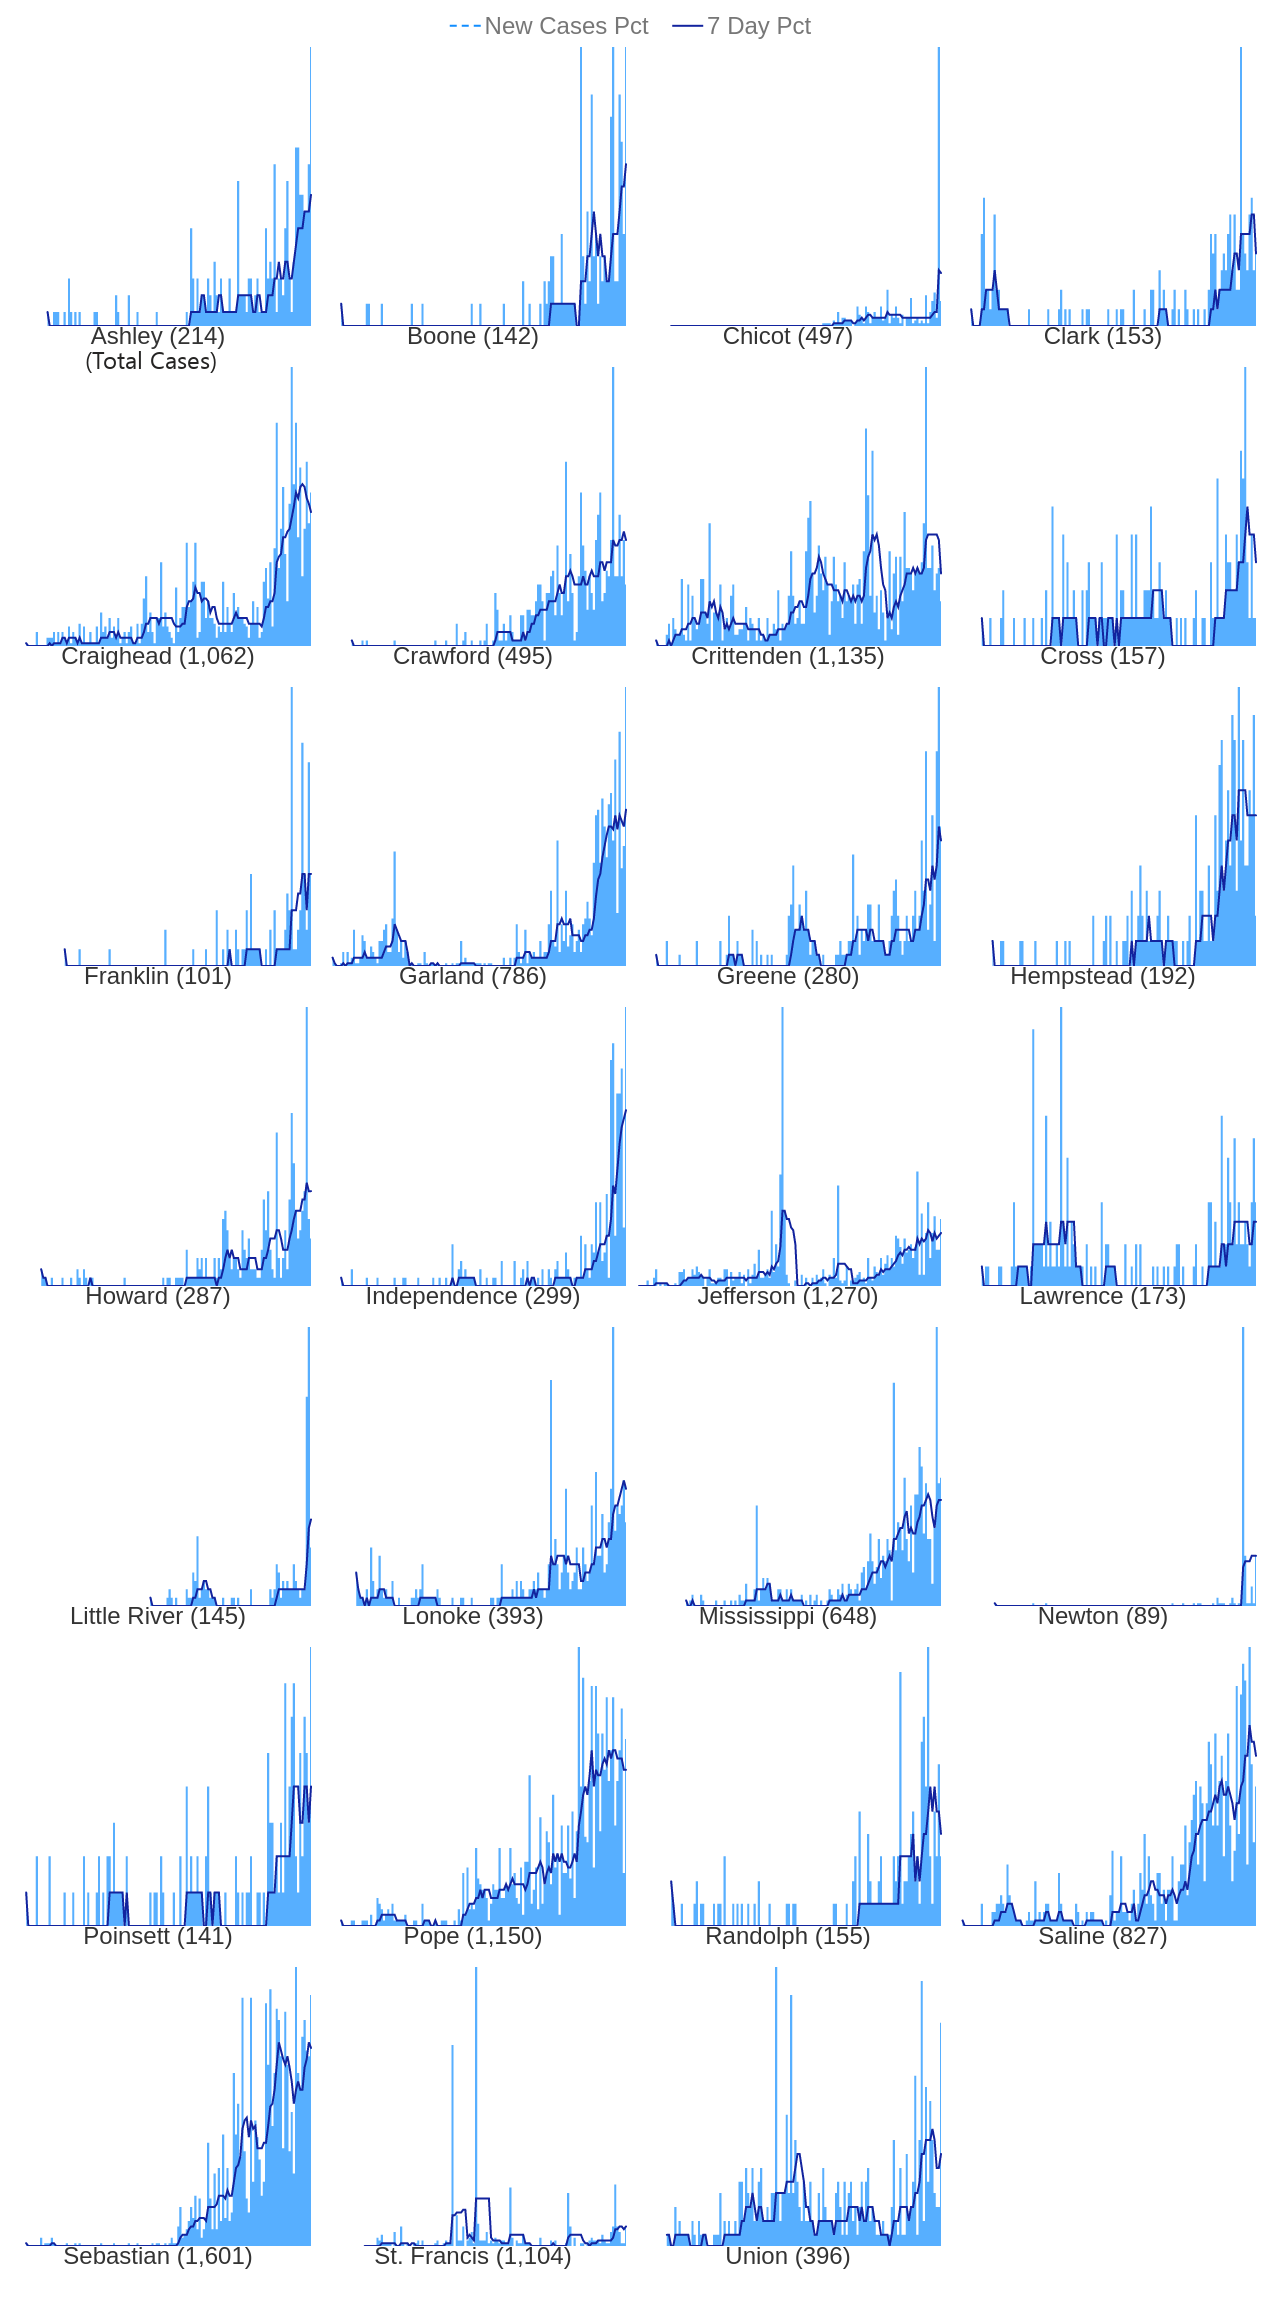 New Cases Pct 7 Day Pct
Ashley (214) Boone (142) Chicot (497) Clark (153)
(Total Cases)
Craighead (1,062) Crawford (495) Crittenden (1,135) Cross (157)
Franklin (101) Garland (786) Greene (280) Hempstead (192)
Howard (287) Independence (299) Jefferson (1,270) Lawrence (173)
Little River (145) Lonoke (393) Mississippi (648) Newton (89)
Poinsett (141) Pope (1,150) Randolph (155) Saline (827)
Sebastian (1,601) St. Francis (1,104) Union (396)